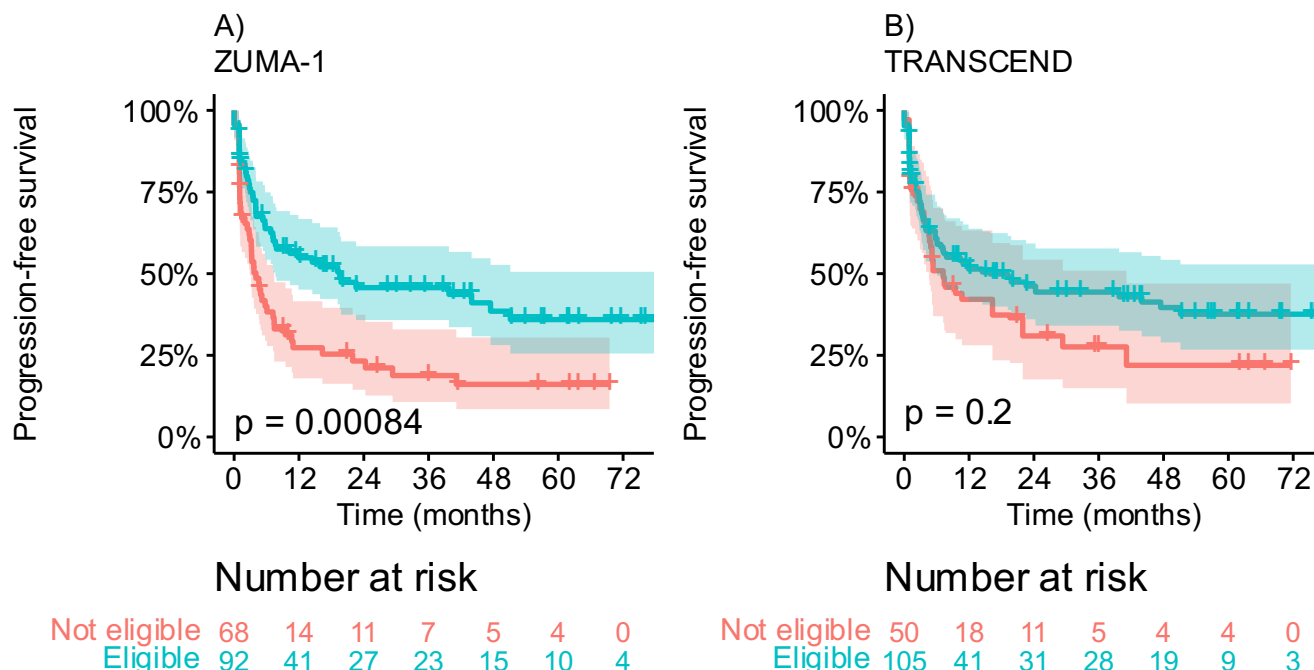 A)
ZUMA-1
Progression-free survival
100%
75%
50%
25%
0%
p = 0.00084
0 12 24 36 48 60 72
Time (months)
Number at risk
Not eligible 68 14 11 7 5 4 0
Eligible 92 41 27 23 15 10 4
B)
TRANSCEND
Progression-free survival
100%
75%
50%
25%
0%
p = 0.2
0 12 24 36 48 60 72
Time (months)
Number at risk
Not eligible 50 18 11 5 4 4 0
Eligible 105 41 31 28 19 9 3